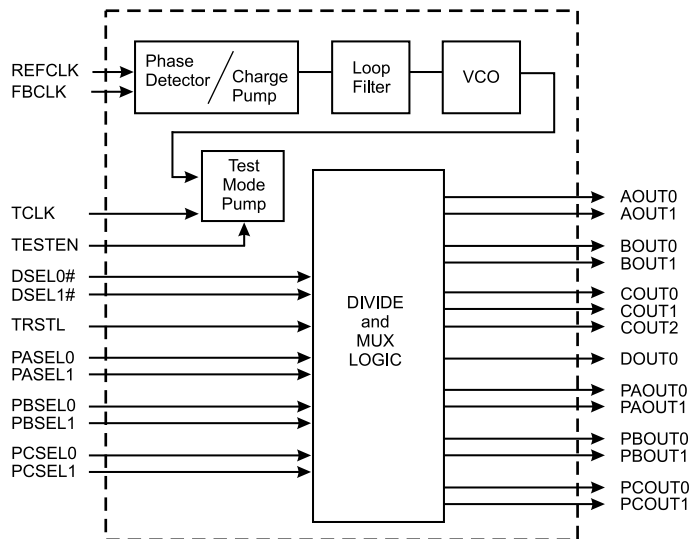 REFCLK
FBCLK
Phase
Detector
Charge
Pump
Loop
Filter
VCO
Test
Mode
Pump
TCLK
TESTEN
DSEL0#
DSEL1#
TRSTL
PASEL0
PASEL1
PBSEL0
PBSEL1
PCSEL0
PCSEL1
DIVIDE
and
MUX
LOGIC
AOUT0
AOUT1
BOUT0
BOUT1
COUT0
COUT1
COUT2
DOUT0
PAOUT0
PAOUT1
PBOUT0
PBOUT1
PCOUT0
PCOUT1